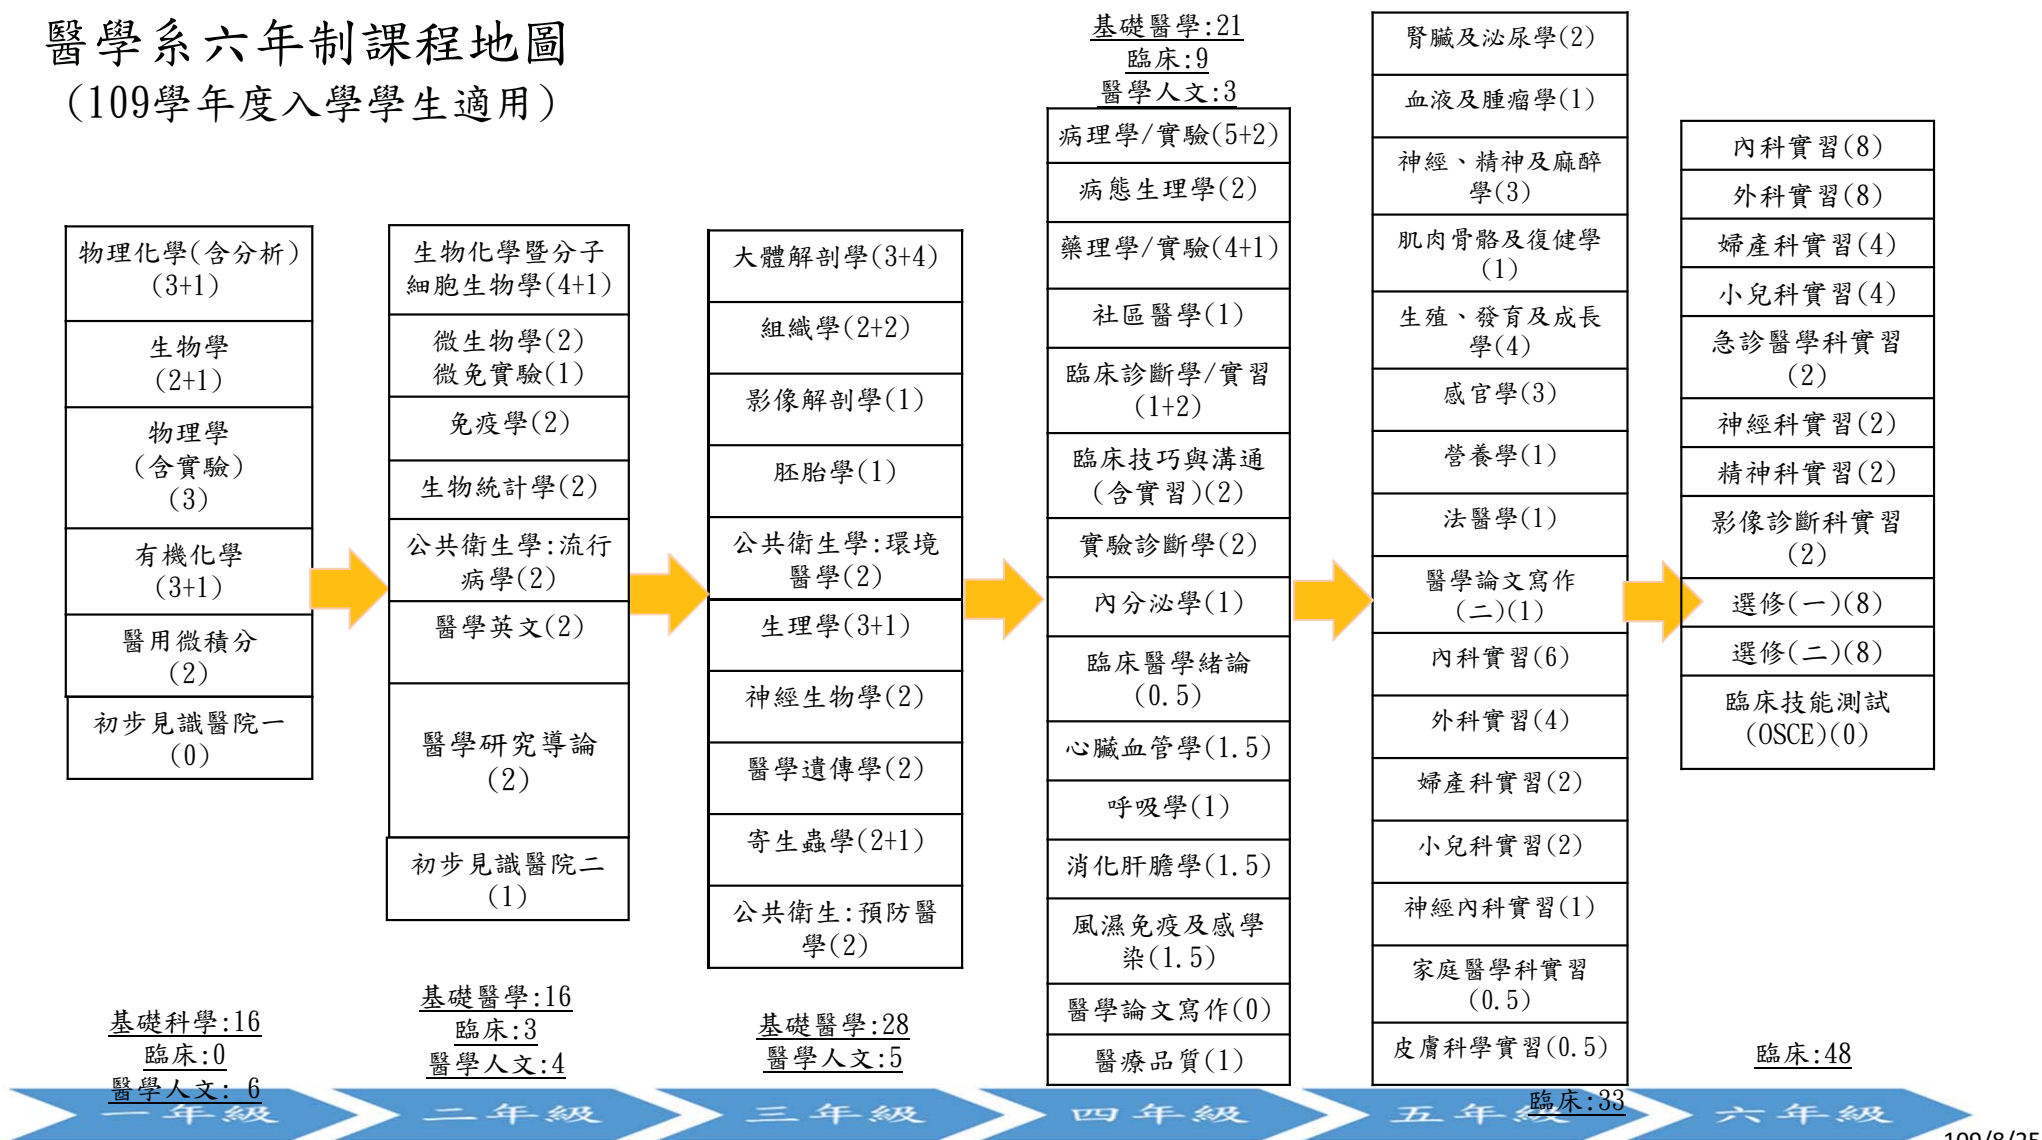 醫學系六年制課程地圖
(109學年度入學學生適用)
物理化學(含分析)
(3+1)
生物學
(2+1)
物理學
(含實驗)
(3)
有機化學
(3+1)
醫用微積分
(2)
初步見識醫院一
(0)
基礎科學:16
臨床:0
醫學人文: 6
一年級
生物化學暨分子
細胞生物學(4+1)
微生物學(2)
微免實驗(1)
免疫學(2)
生物統計學(2)
公共衛生學:流行
病學(2)
醫學英文(2)
醫學研究導論
(2)
初步見識醫院二
(1)
基礎醫學:16
臨床:3
醫學人文:4
二年級
大體解剖學(3+4)
組織學(2+2)
影像解剖學(1)
胚胎學(1)
公共衛生學:環境
醫學(2)
生理學(3+1)
神經生物學(2)
醫學遺傳學(2)
寄生蟲學(2+1)
公共衛生:預防醫
學(2)
基礎醫學:28
醫學人文:5
三年級
基礎醫學:21
臨床:9
醫學人文:3
病理學/實驗(5+2)
病態生理學(2)
藥理學/實驗(4+1)
社區醫學(1)
臨床診斷學/實習
(1+2)
臨床技巧與溝通
(含實習)(2)
實驗診斷學(2)
內分泌學(1)
臨床醫學緒論
(0.5)
心臟血管學(1.5)
呼吸學(1)
消化肝膽學(1.5)
風濕免疫及感學
染(1.5)
醫學論文寫作(0)
醫療品質(1)
四年級
腎臟及泌尿學(2)
血液及腫瘤學(1)
神經、精神及麻醉
學(3)
肌肉骨骼及復健學
(1)
生殖、發育及成長
學(4)
感官學(3)
營養學(1)
法醫學(1)
醫學論文寫作
(二)(1)
內科實習(6)
外科實習(4)
婦產科實習(2)
小兒科實習(2)
神經內科實習(1)
家庭醫學科實習
(0.5)
皮膚科學實習(0.5)
臨床:33
五年級
內科實習(8)
外科實習(8)
婦產科實習(4)
小兒科實習(4)
急診醫學科實習
(2)
神經科實習(2)
精神科實習(2)
影像診斷科實習
(2)
選修(一)(8)
選修(二)(8)
臨床技能測試
(OSCE)(0)
臨床:48
六年級